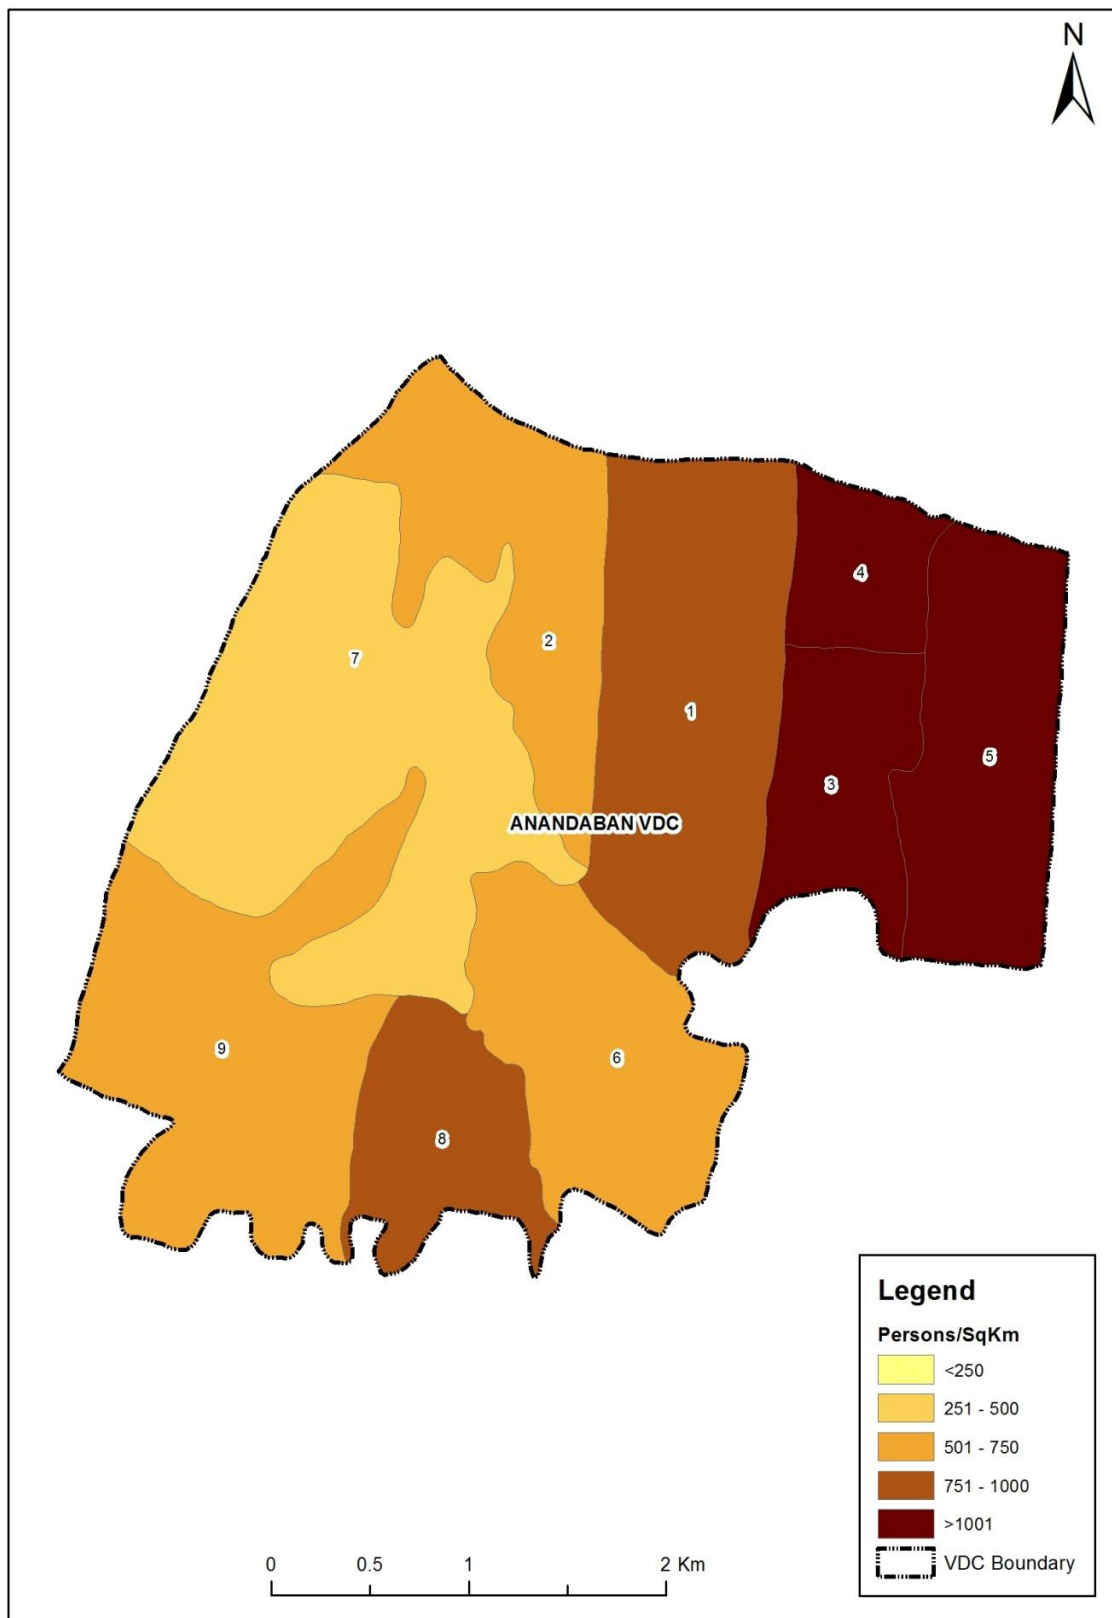 N
4
2
7
1
5
3
ANANDABAN VDC
9
6
8
Legend
Persons/SqKm
<250
251 - 500
501 - 750
751 - 1000
>1001
VDC Boundary
0 0.5 1 2 Km